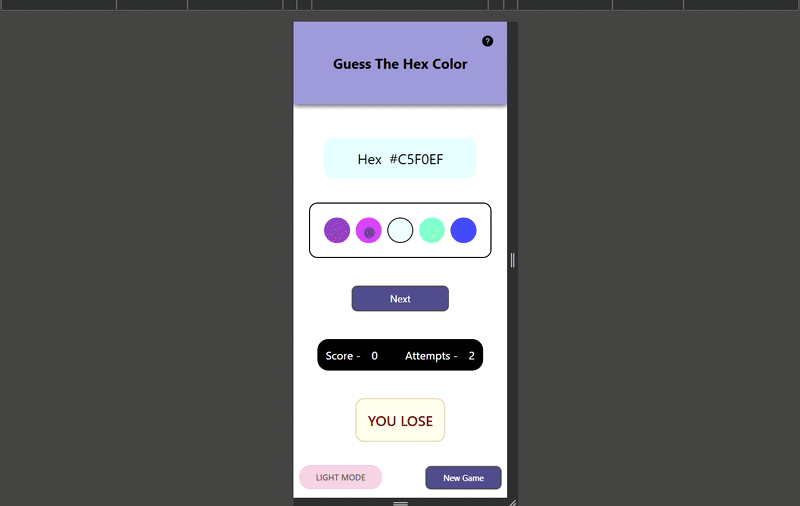 ?
Guess The Hex Color
Hex #C5F0EF
Next
Score - 0 Attempts - 2
YOU LOSE
LIGHT MODE
New Game